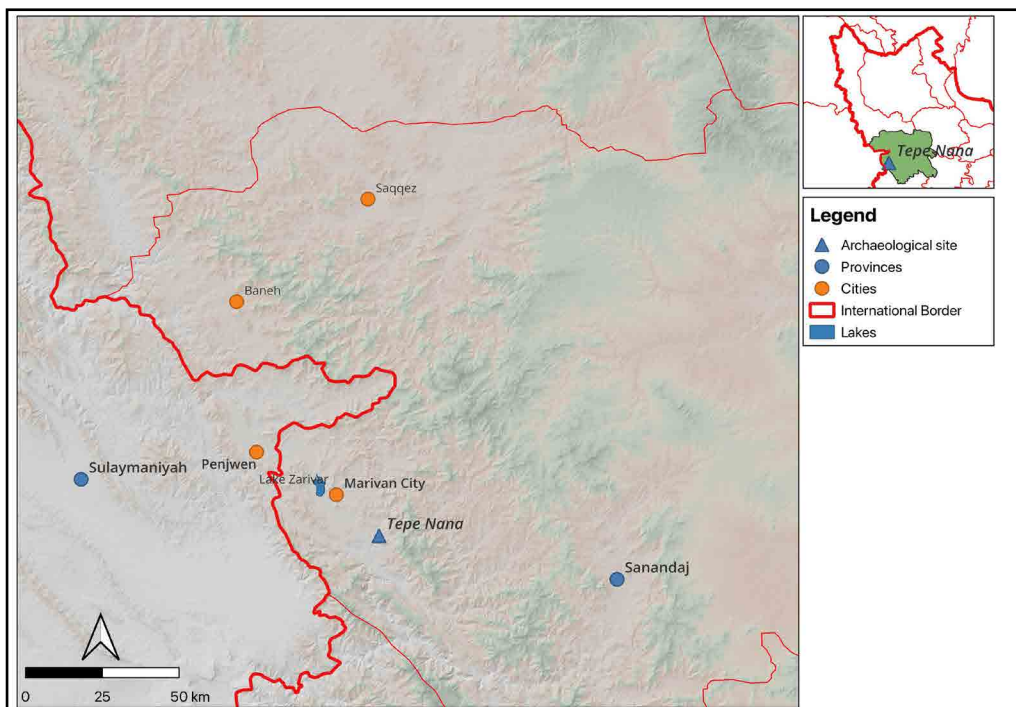 Saqqez
Baneh
Penjwen
Sulaymaniyah
Lake Zarivar
Marivan City
Tepe Nana
Sanandaj
0 25 50 km
Tepe Nana
Legend
Archaeological site
Provinces
Cities
International Border
Lakes